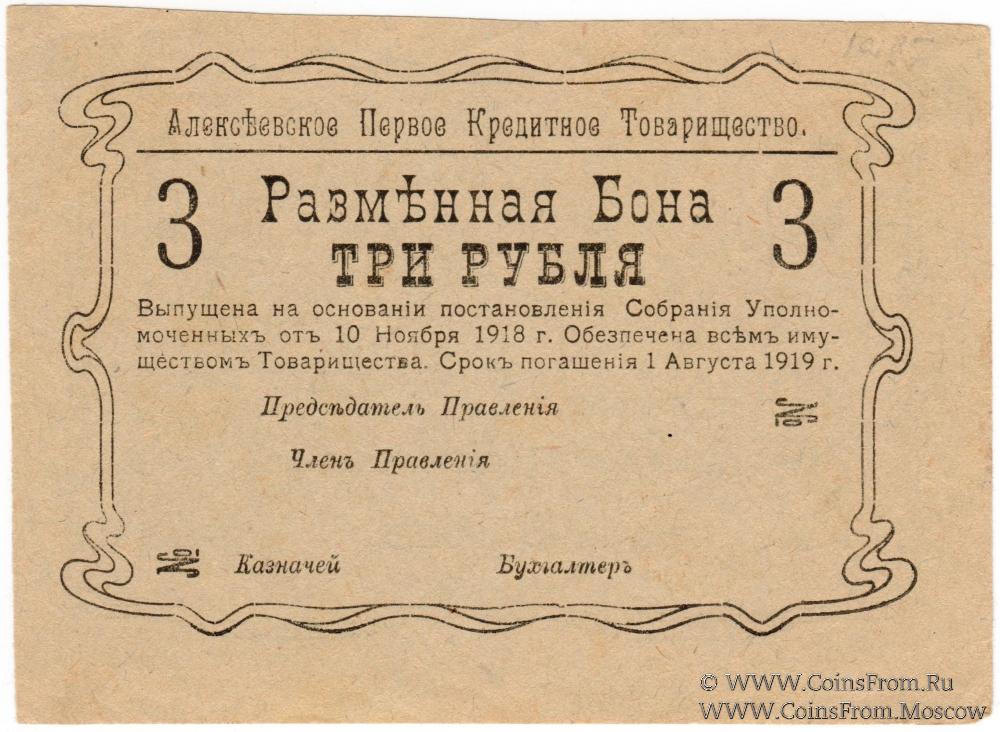 Алексѣевское Первое Кредитное Товарищество.
3 Размѣнная Бона 3
ТРИ РУБЛЯ
Выпущена на основаніи постановленія Собранія Уполно-
моченныхъ отъ 10 Ноября 1918 г. Обезпечена всѣмъ иму-
ществомъ Товарищества. Срокъ погашенія 1 Августа 1919 г.
Предсѣдатель Правленія
№
Членъ Правленія
№ Казначей Бухгалтеръ
© WWW.CoinsFrom.Ru
WWW.CoinsFrom.Moscow